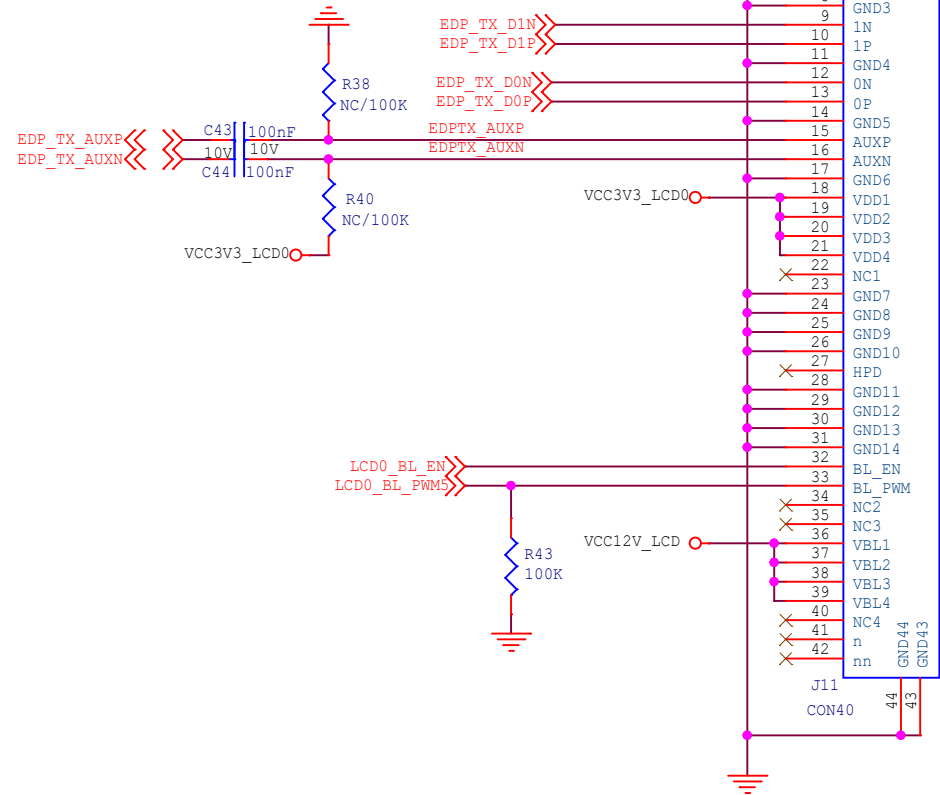 GND3
EDP_TX_D1N 9 1N
EDP_TX_D1P 10 1P
11 GND4
R38 EDP_TX_D0N 12 0N
NC/100K EDP_TX_D0P 13 0P
14 GND5
C43 100nF EDPTX_AUXP
EDP_TX_AUXP 15 AUXP
10V 10V EDPTX_AUXN
EDP_TX_AUXN 16 AUXN
C44 100nF 17 GND6
R40 VCC3V3_LCD0 18 VDD1
NC/100K 19 VDD2
20 VDD3
VCC3V3_LCD0 21 VDD4
22 NC1
23 GND7
24 GND8
25 GND9
26 GND10
27 HPD
28 GND11
29 GND12
30 GND13
31 GND14
LCD0_BL_EN 32 BL_EN
LCD0_BL_PWM5 33 BL_PWM
34 NC2
35 NC3
R43 VCC12V_LCD 36 VBL1
100K 37 VBL2
38 VBL3
39 VBL4
40 NC4
41 n
42 nn
GND44 GND43
J11
44 43
CON40